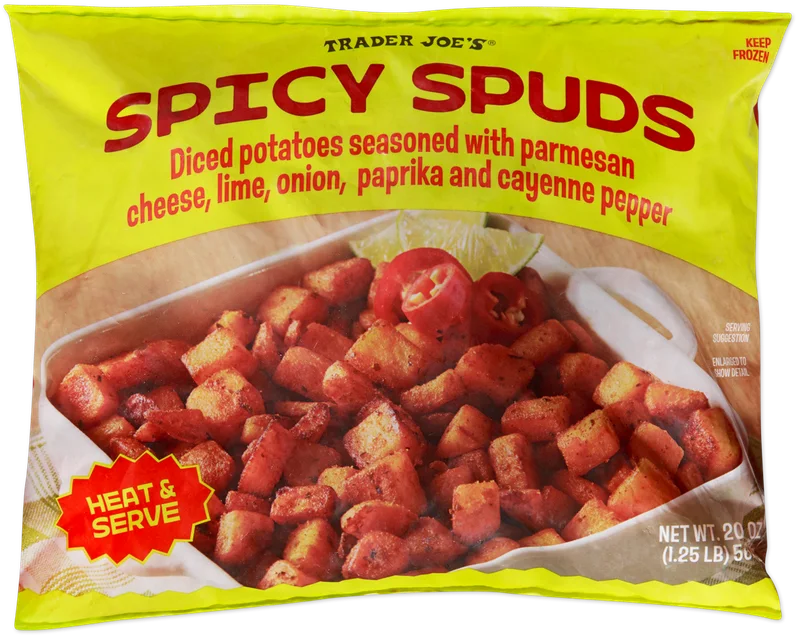 TRADER JOE'S®
KEEP
FROZEN
SPICY SPUDS
Diced potatoes seasoned with parmesan
cheese, lime, onion, paprika and cayenne pepper
SERVING
SUGGESTION
ENLARGED TO
SHOW DETAIL
HEAT &
SERVE
NET WT. 20 OZ
(1.25 LB)